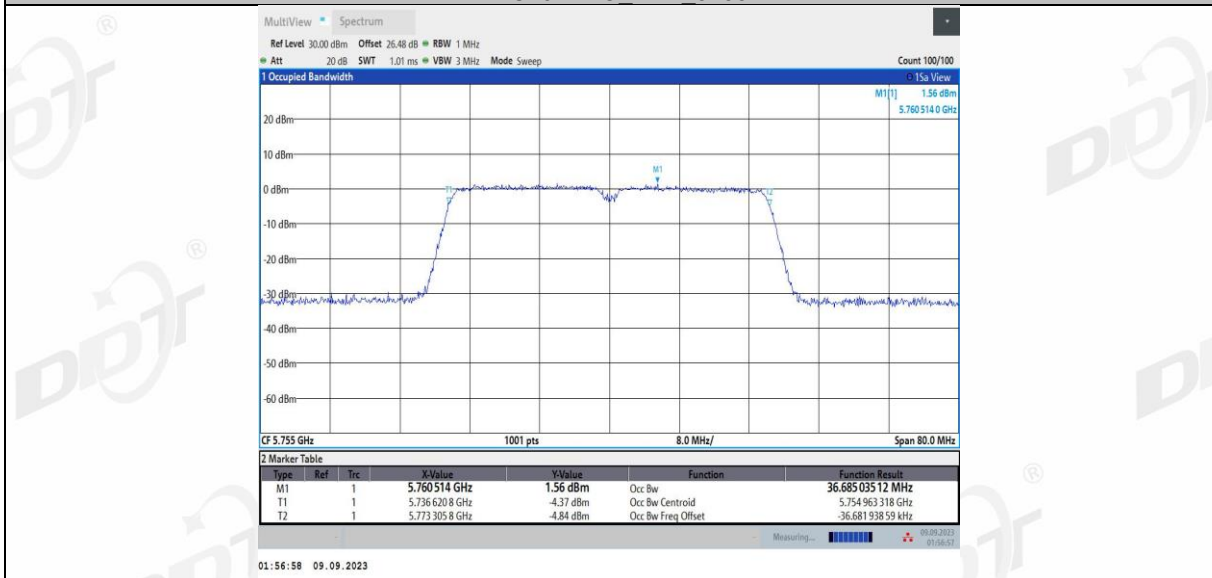 MultiView Spectrum
Ref Level 30.00 dBm Offset 26.48 dB RBW 1 MHz
Att 20 dB SWT 1.01 ms VBW 3 MHz Mode Sweep Count 100/100
1 Occupied Bandwidth 1Sa View
M1[1] 1.56 dBm
5.760 514 0 GHz
20 dBm
10 dBm
M1
0 dBm T1 T2
-10 dBm
-20 dBm
-30 dBm
-40 dBm
-50 dBm
-60 dBm
CF 5.755 GHz 1001 pts 8.0 MHz/ Span 80.0 MHz
2 Marker Table
Type Ref Trc X-Value Y-Value Function Function Result
M1 1 5.760 514 GHz 1.56 dBm Occ Bw 36.685 035 12 MHz
T1 1 5.736 620 8 GHz -4.37 dBm Occ Bw Centroid 5.754 963 318 GHz
T2 1 5.773 305 8 GHz -4.84 dBm Occ Bw Freq Offset -36.681 938 59 kHz
Measuring... 09.09.2023
01:56:57
01:56:58 09.09.2023